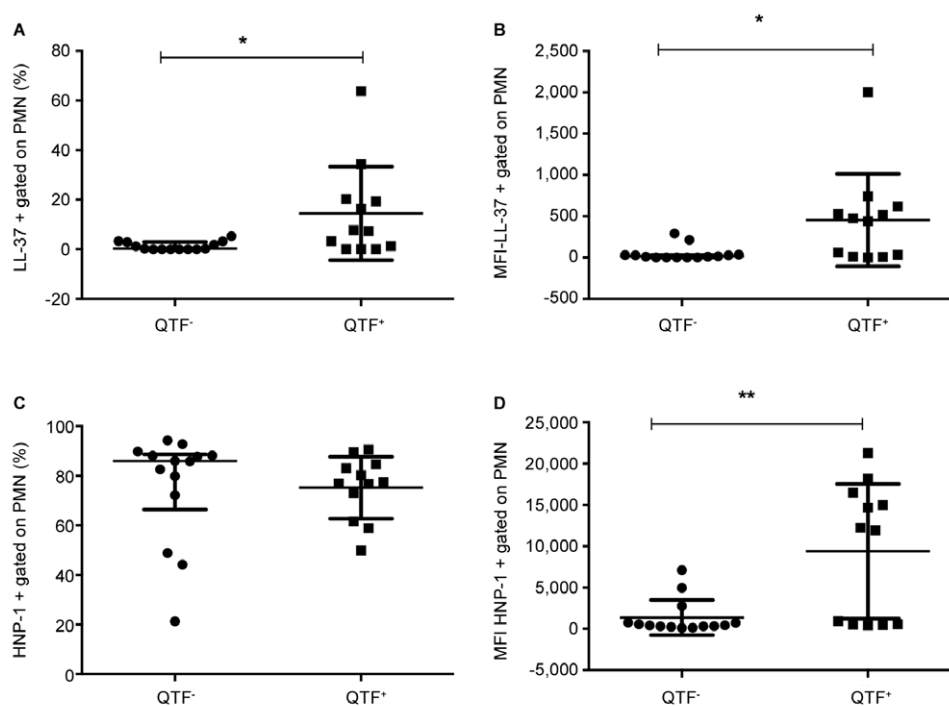 A
LL-37 + gated on PMN (%)
80
60
40
20
0
-20
*
QTF-
QTF+
B
MFI-LL-37 + gated on PMN
2,500
2,000
1,500
1,000
500
0
-500
*
QTF-
QTF+
C
HNP-1 + gated on PMN (%)
100
80
60
40
20
0
QTF-
QTF+
D
MFI HNP-1 + gated on PMN
25,000
20,000
15,000
10,000
5,000
0
-5,000
**
QTF-
QTF+